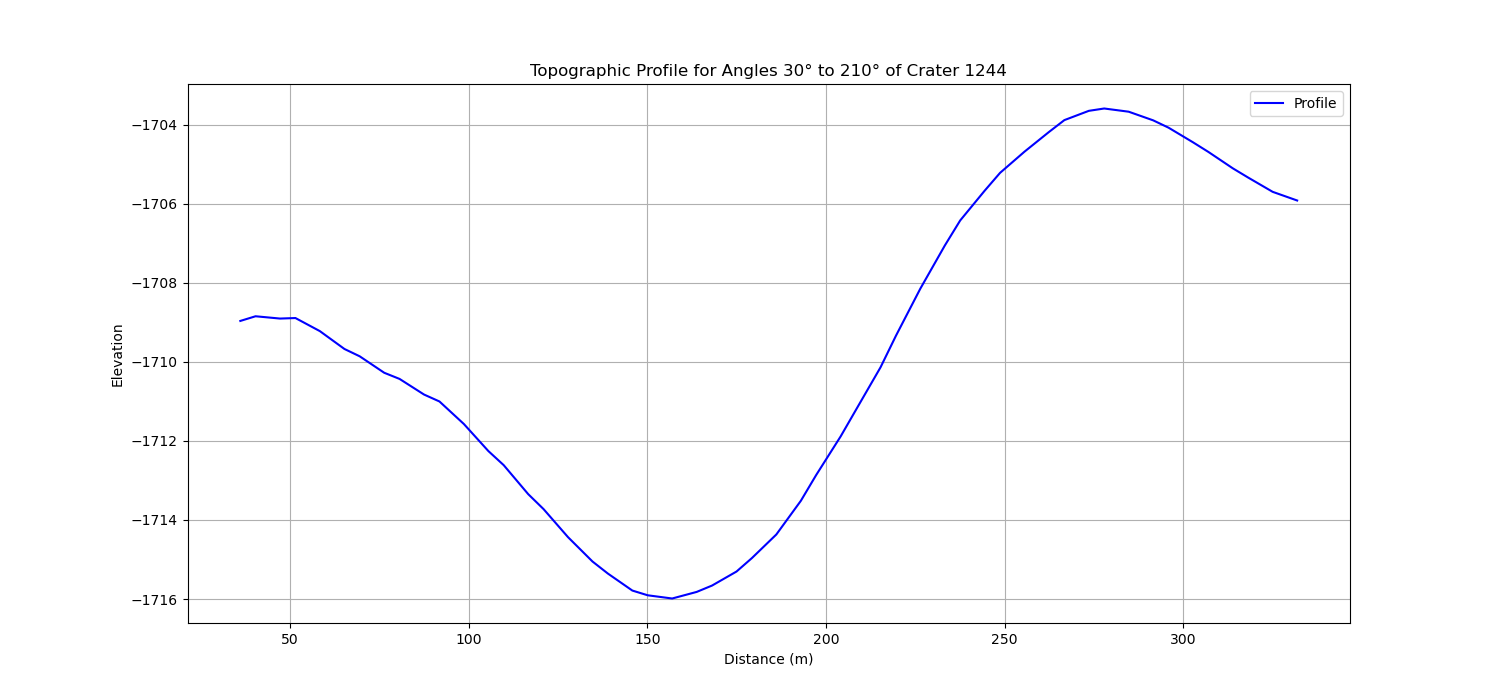 Topographic Profile for Angles 30° to 210° of Crater 1244
Profile
−1704
−1706
−1708
−1710
−1712
−1714
−1716
Elevation
50 100 150 200 250 300
Distance (m)